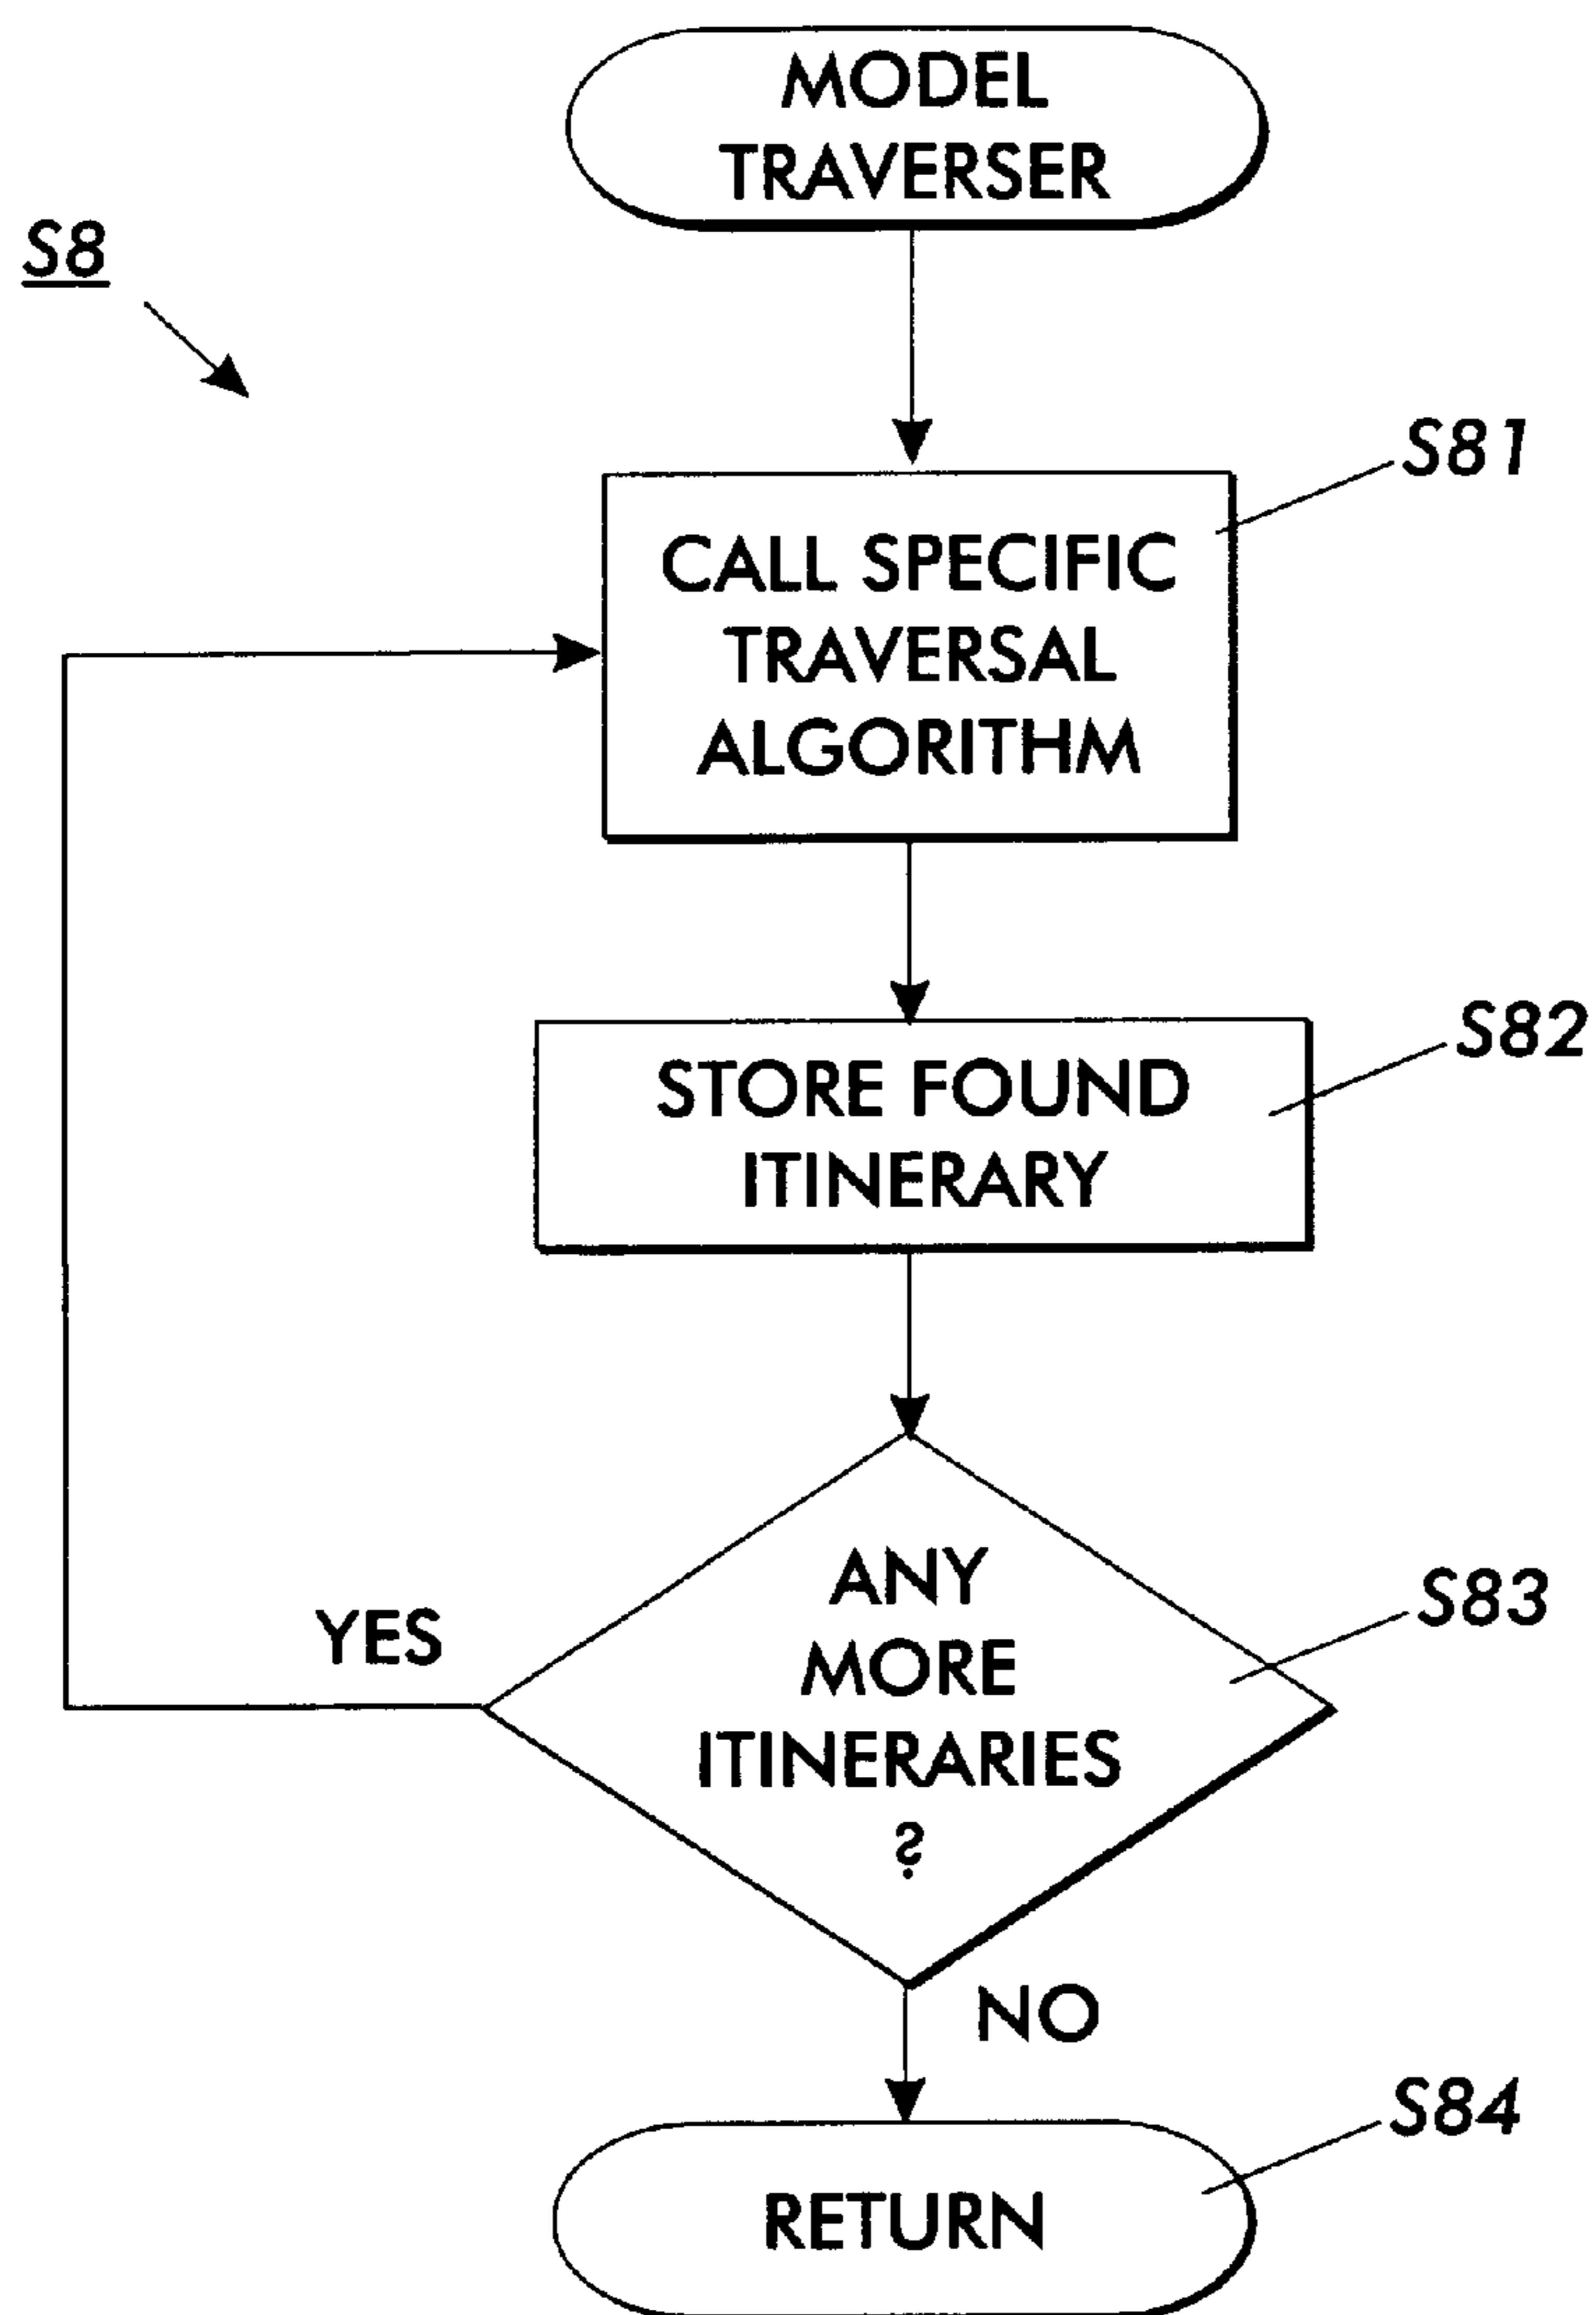 MODEL
TRAVERSER
S8
S81
CALL SPECIFIC
TRAVERSAL
ALGORITHM
S82
STORE FOUND
ITINERARY
S83
ANY
MORE
ITINERARIES
?
YES
NO
S84
RETURN